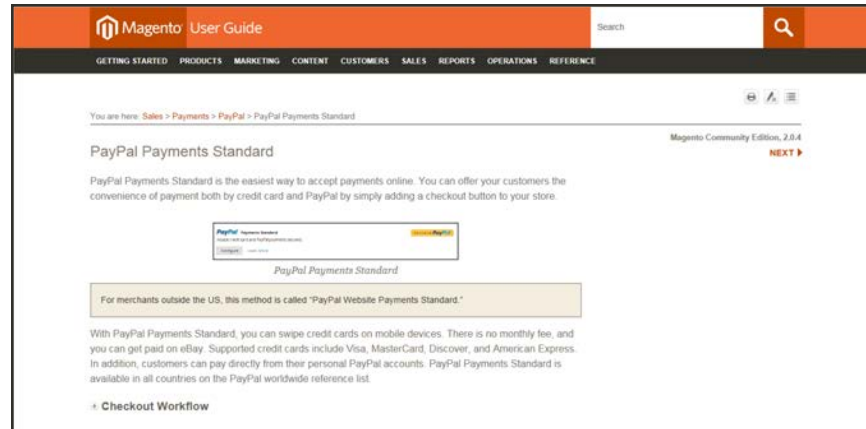 Magento User Guide
Search
GETTING STARTED PRODUCTS MARKETING CONTENT CUSTOMERS SALES REPORTS OPERATIONS REFERENCE
You are here: Sales > Payments > PayPal > PayPal Payments Standard
Magento Community Edition, 2.0.4
NEXT
PayPal Payments Standard
PayPal Payments Standard is the easiest way to accept payments online. You can offer your customers the
convenience of payment both by credit card and PayPal by simply adding a checkout button to your store.
PayPal Payments Standard
Configure
PayPal Payments Standard
For merchants outside the US, this method is called "PayPal Website Payments Standard."
With PayPal Payments Standard, you can swipe credit cards on mobile devices. There is no monthly fee, and
you can get paid on eBay. Supported credit cards include Visa, MasterCard, Discover, and American Express.
In addition, customers can pay directly from their personal PayPal accounts. PayPal Payments Standard is
available in all countries on the PayPal worldwide reference list.
Checkout Workflow